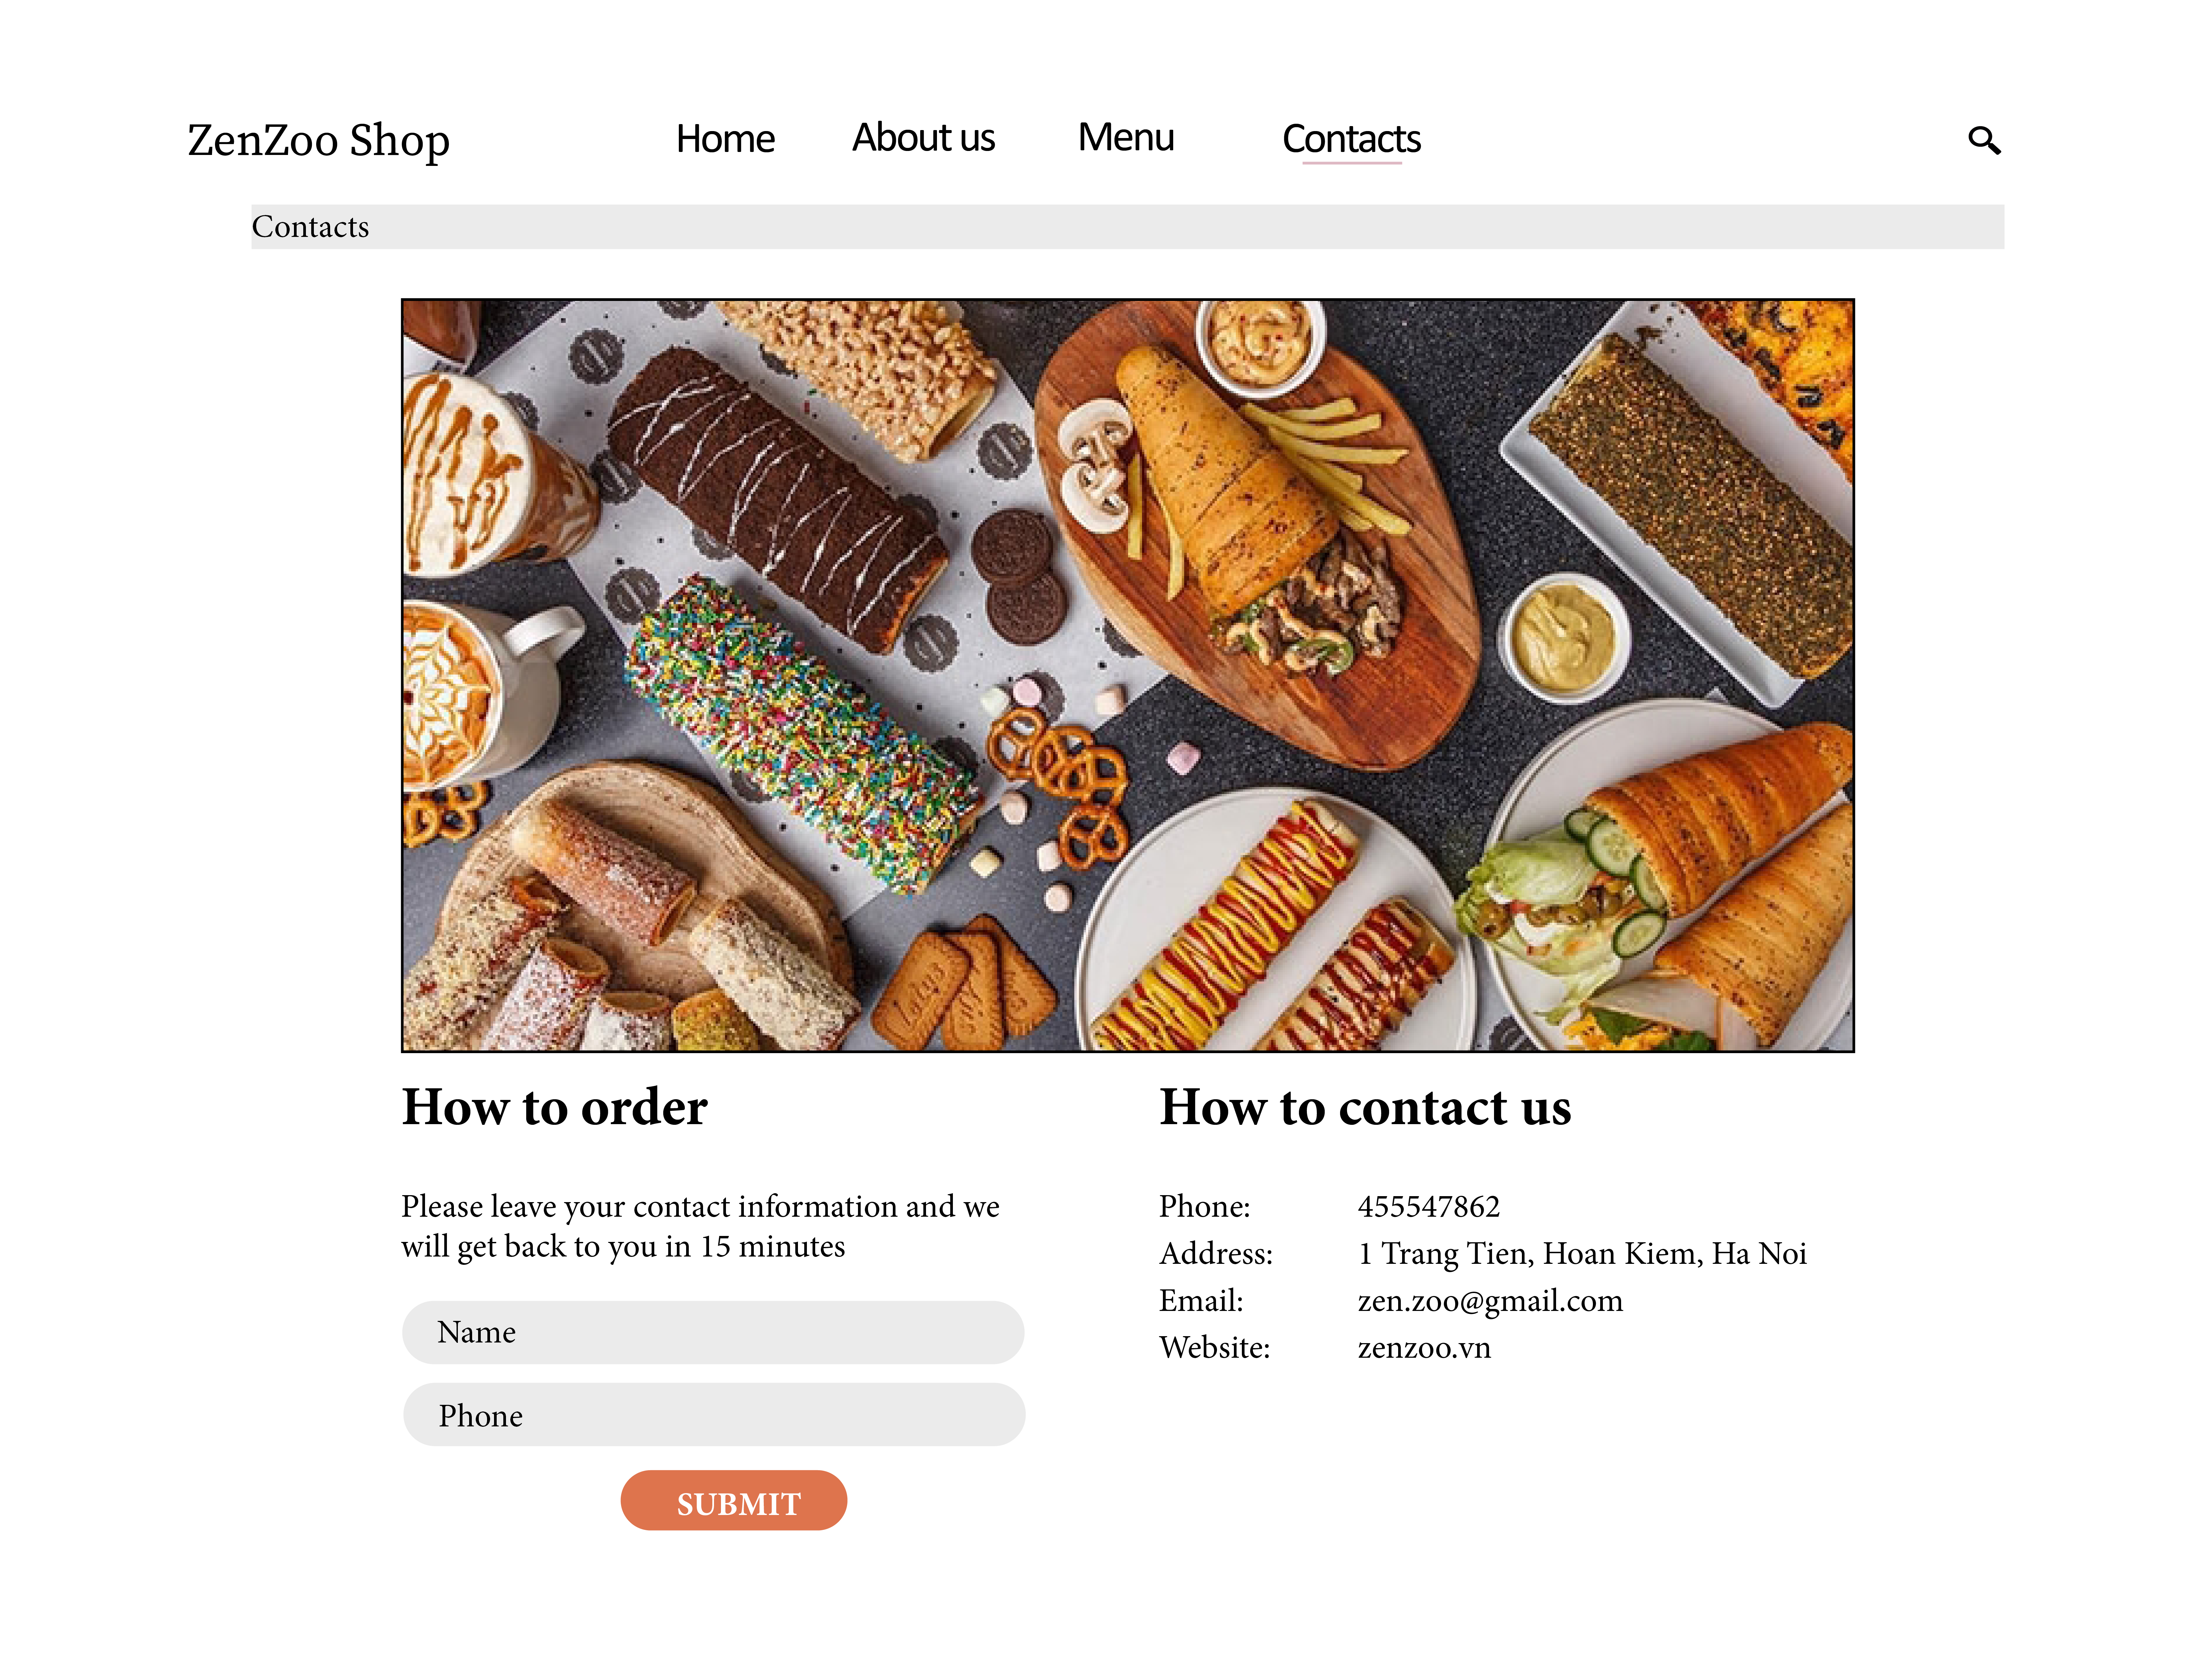 ZenZoo Shop
Home
About us
Menu
Contacts
Contacts
How to order
Please leave your contact information and we
will get back to you in 15 minutes
Name
Phone
SUBMIT
How to contact us
Phone: 455547862
Address: 1 Trang Tien, Hoan Kiem, Ha Noi
Email: zen.zoo@gmail.com
Website: zenzoo.vn